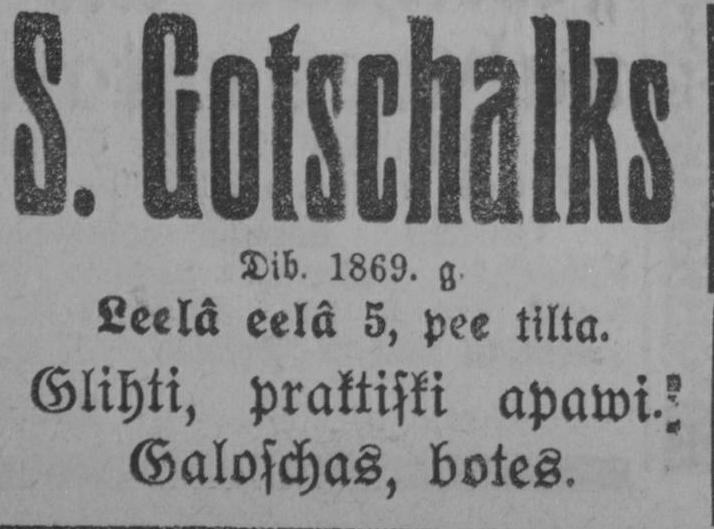 S. Gotschalks
Dib. 1869. g.
Leelâ eelâ 5, pee tilta.
Glihti, praktiſki apawi.
Galoſchas, botes.